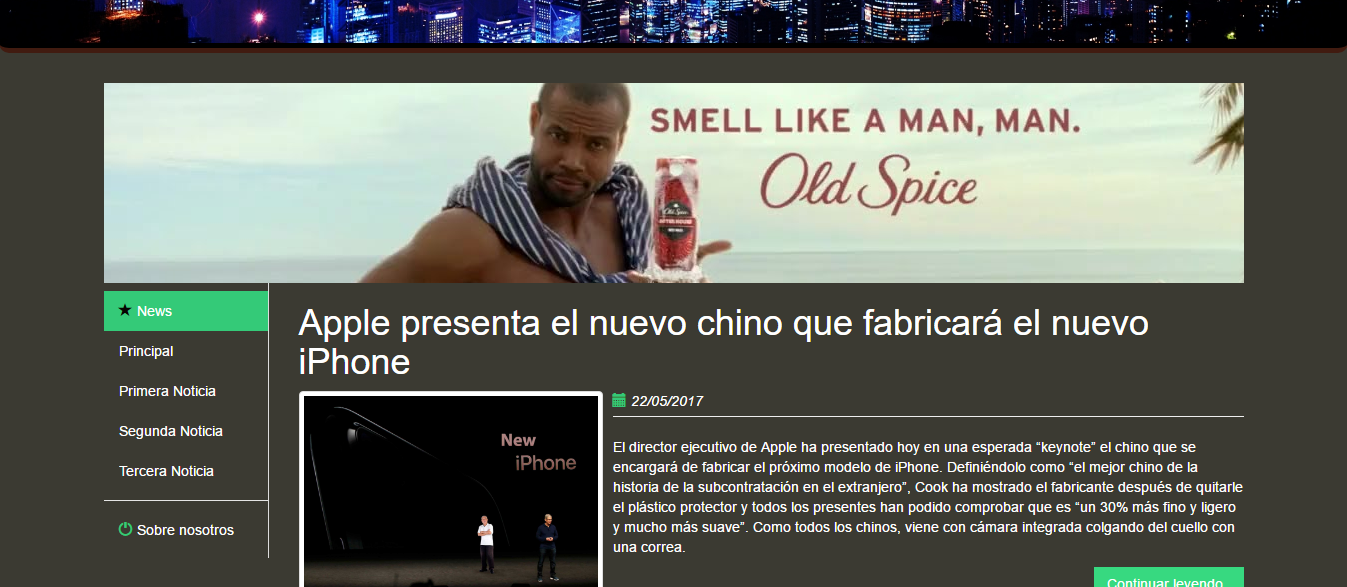 SMELL LIKE A MAN, MAN.
Old Spice
Old Spice
News
Principal
Primera Noticia
Segunda Noticia
Tercera Noticia
Sobre nosotros
Apple presenta el nuevo chino que fabricará el nuevo
iPhone
New
iPhone
22/05/2017
El director ejecutivo de Apple ha presentado hoy en una esperada “keynote” el chino que se
encargará de fabricar el próximo modelo de iPhone. Definiéndolo como “el mejor chino de la
historia de la subcontratación en el extranjero”, Cook ha mostrado el fabricante después de quitarle
el plástico protector y todos los presentes han podido comprobar que es “un 30% más fino y ligero
y mucho más suave”. Como todos los chinos, viene con cámara integrada colgando del cuello con
una correa.
Continuar leyendo